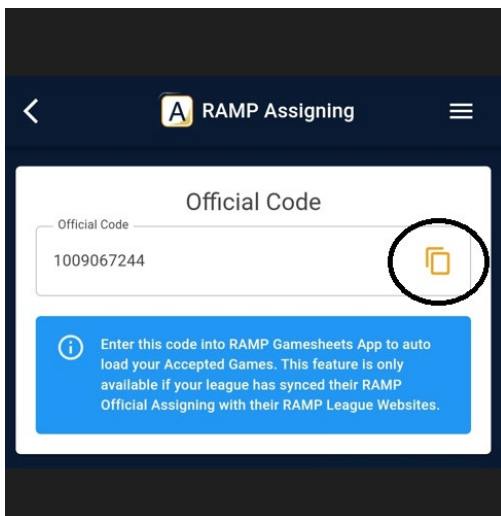 A RAMP Assigning
Official Code
Official Code
1009067244
Enter this code into RAMP Gamesheets App to auto
load your Accepted Games. This feature is only
available if your league has synced their RAMP
Official Assigning with their RAMP League Websites.